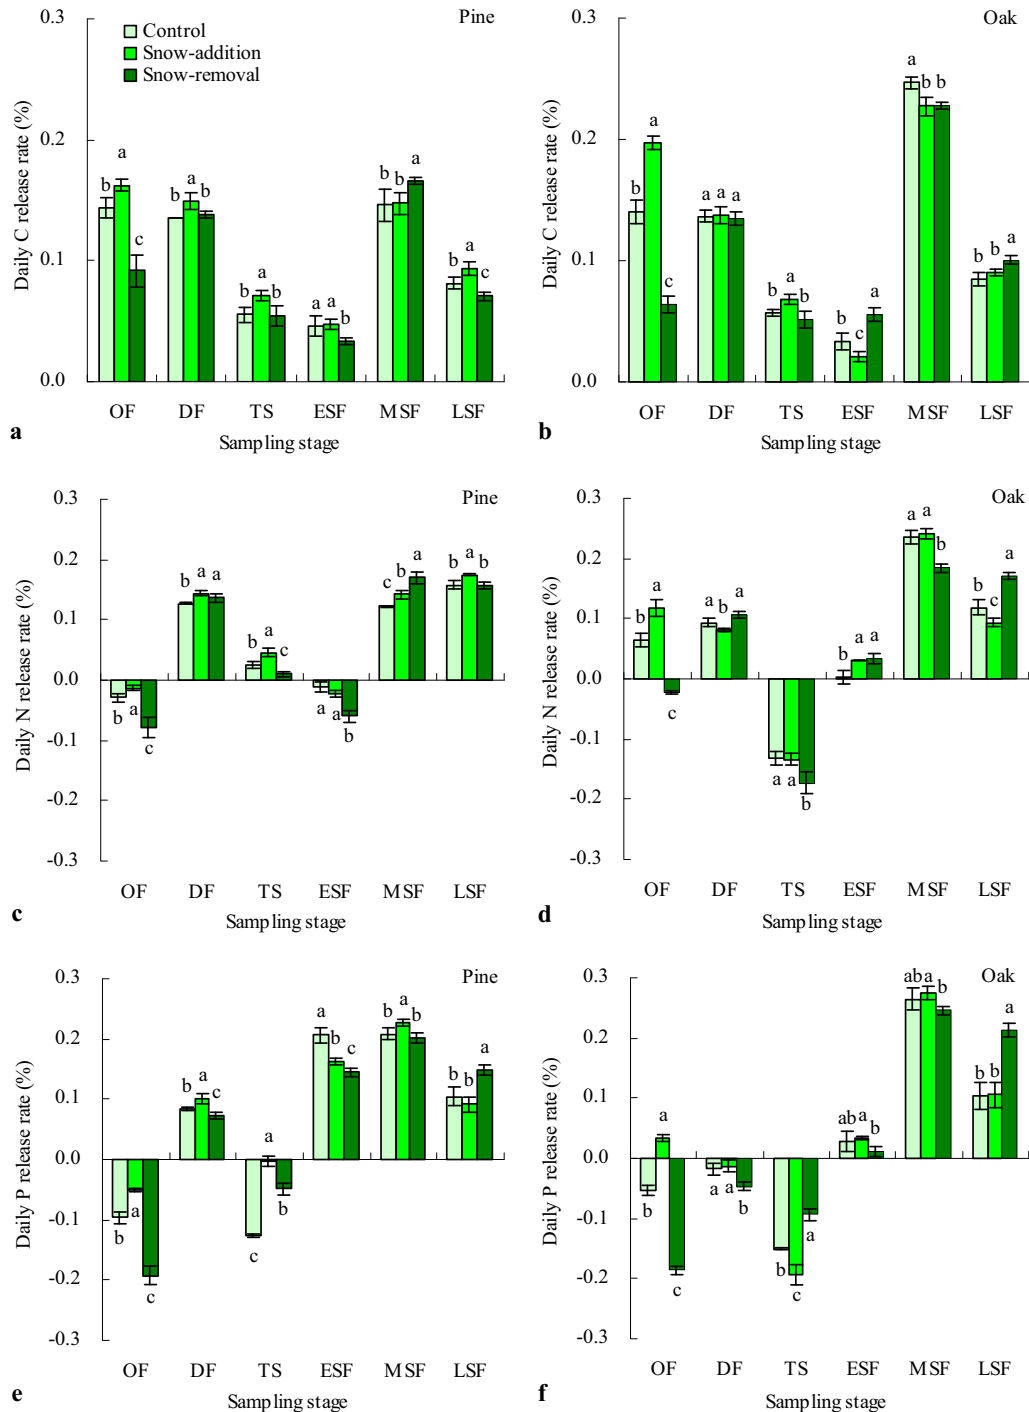 Pine
Control
Snow-addition
Snow-removal
Daily C release rate (%)
0.3
0.2
0.1
0.0
b a c
b a b
b a b
a a b
b b a
b a c
OF DF TS ESF MSF LSF
a
Sampling stage
Oak
Daily C release rate (%)
0.3
0.2
0.1
0.0
b a c
a a a
b a b
b c a
a b b
b b a
OF DF TS ESF MSF LSF
b
Sampling stage
Pine
Daily N release rate (%)
0.3
0.2
0.1
0.0
-0.1
-0.2
-0.3
b a c
b a a
b a c
a a b
c b a
b a b
OF DF TS ESF MSF LSF
c
Sampling stage
Oak
Daily N release rate (%)
0.3
0.2
0.1
0.0
-0.1
-0.2
-0.3
b a c
a b a
a a b
b a a
a a b
b c a
OF DF TS ESF MSF LSF
d
Sampling stage
Pine
Daily P release rate (%)
0.3
0.2
0.1
0.0
-0.1
-0.2
-0.3
b a c
b a c
c a b
a b c
b a b
b b a
OF DF TS ESF MSF LSF
e
Sampling stage
Oak
Daily P release rate (%)
0.3
0.2
0.1
0.0
-0.1
-0.2
-0.3
b a c
a a b
b c a
ab a b
ab a b
b b a
OF DF TS ESF MSF LSF
f
Sampling stage